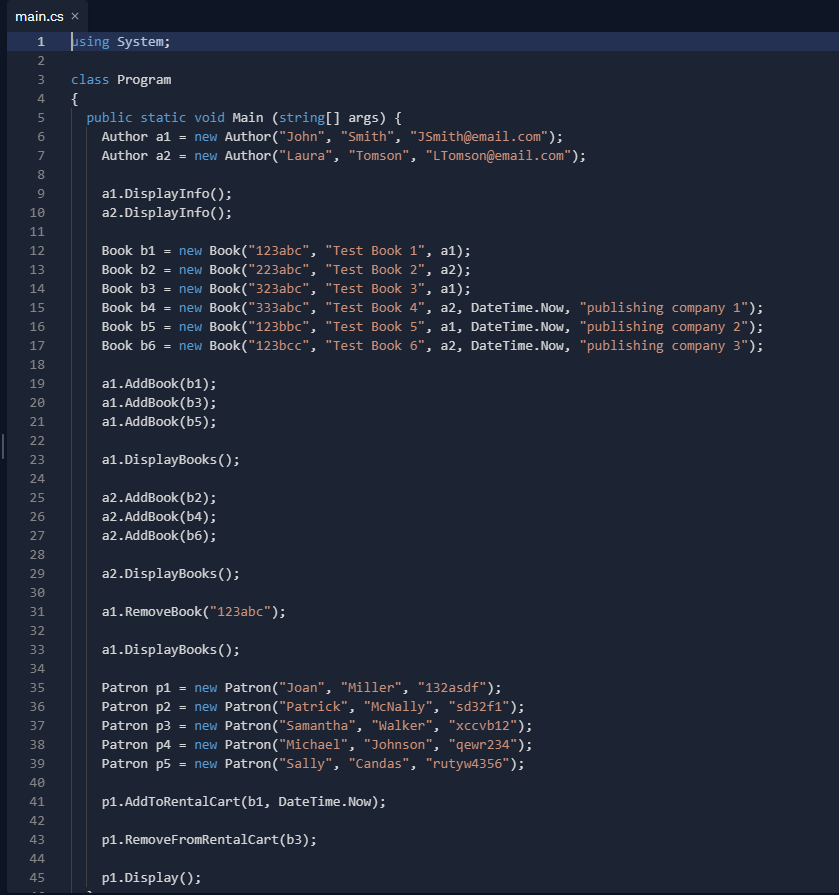 main.cs ×
1 using System;
2
3 class Program
4 {
5 public static void Main (string[] args) {
6 Author a1 = new Author("John", "Smith", "JSmith@email.com");
7 Author a2 = new Author("Laura", "Tomson", "LTomson@email.com");
8
9 a1.DisplayInfo();
10 a2.DisplayInfo();
11
12 Book b1 = new Book("123abc", "Test Book 1", a1);
13 Book b2 = new Book("223abc", "Test Book 2", a2);
14 Book b3 = new Book("323abc", "Test Book 3", a1);
15 Book b4 = new Book("333abc", "Test Book 4", a2, DateTime.Now, "publishing company 1");
16 Book b5 = new Book("123bbc", "Test Book 5", a1, DateTime.Now, "publishing company 2");
17 Book b6 = new Book("123bcc", "Test Book 6", a2, DateTime.Now, "publishing company 3");
18
19 a1.AddBook(b1);
20 a1.AddBook(b3);
21 a1.AddBook(b5);
22
23 a1.DisplayBooks();
24
25 a2.AddBook(b2);
26 a2.AddBook(b4);
27 a2.AddBook(b6);
28
29 a2.DisplayBooks();
30
31 a1.RemoveBook("123abc");
32
33 a1.DisplayBooks();
34
35 Patron p1 = new Patron("Joan", "Miller", "132asdf");
36 Patron p2 = new Patron("Patrick", "McNally", "sd32f1");
37 Patron p3 = new Patron("Samantha", "Walker", "xccvb12");
38 Patron p4 = new Patron("Michael", "Johnson", "qewr234");
39 Patron p5 = new Patron("Sally", "Candas", "rutyw4356");
40
41 p1.AddToRentalCart(b1, DateTime.Now);
42
43 p1.RemoveFromRentalCart(b3);
44
45 p1.Display();